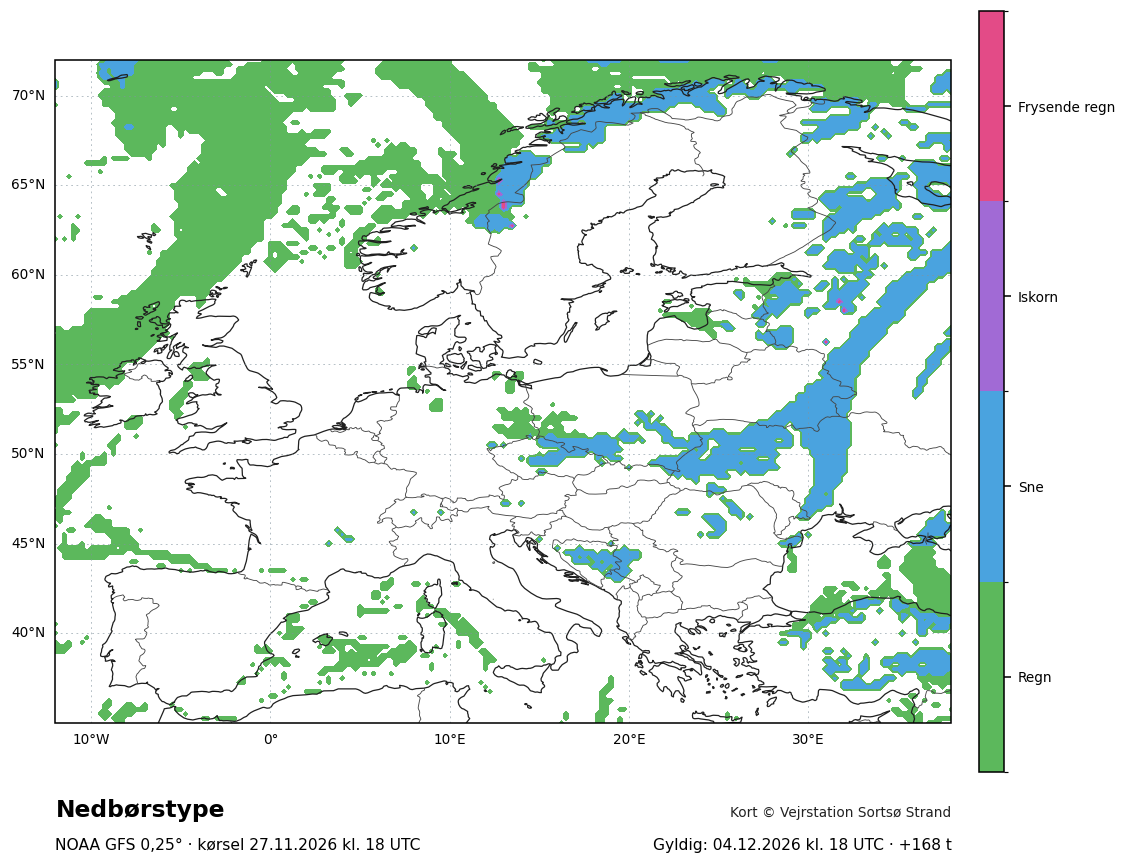 70°N
65°N
60°N
55°N
50°N
45°N
40°N
10°W
0°
10°E
20°E
30°E
Frysende regn
Iskorn
Sne
Regn
Nedbørstype
Kort © Vejrstation Sortsø Strand
NOAA GFS 0,25° · kørsel 27.11.2026 kl. 18 UTC
Gyldig: 04.12.2026 kl. 18 UTC · +168 t